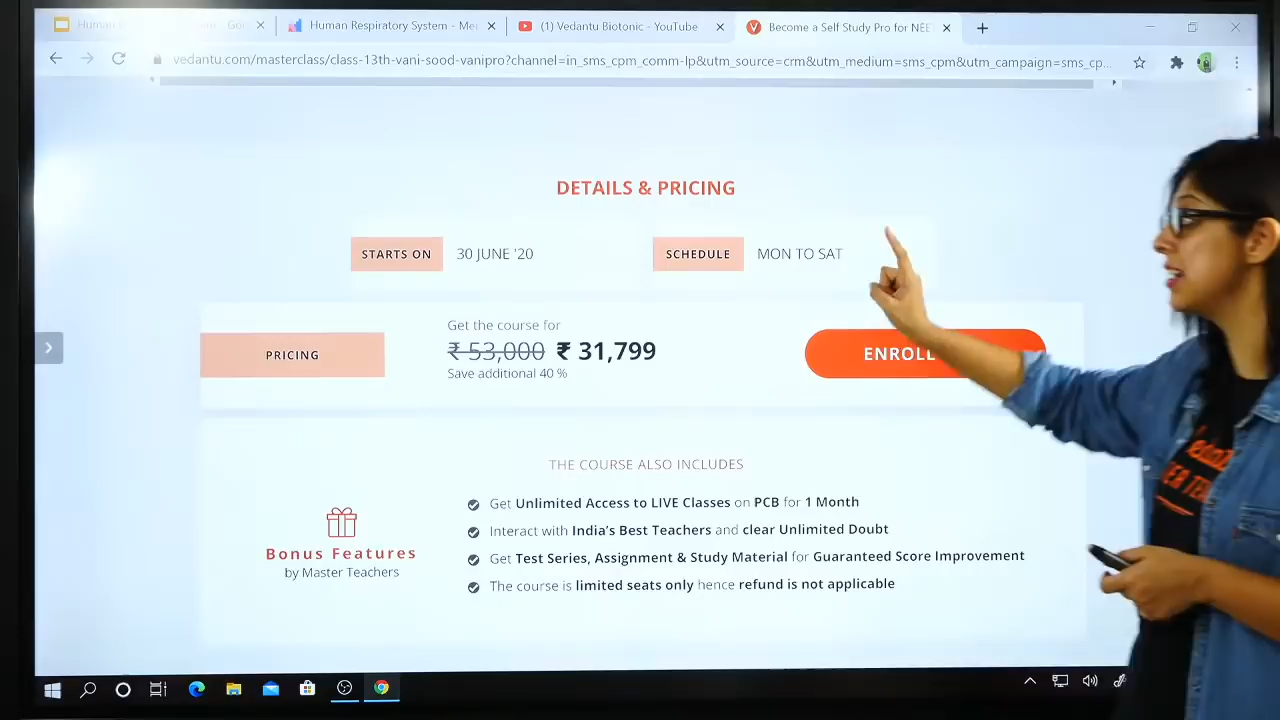 Human
Goo
Human Respiratory System - Me
(1) Vedantu Biotonic - YouTube
Become a Self Study Pro for NEE
vedantu.com/masterclass/class-13th-vani-sood-vanipro?channel=in_sms_cpm_comm-lp&utm_source=crm&utm_medium=sms_cpm&utm_campaign=sms_cp...
DETAILS & PRICING
STARTS ON 30 JUNE '20 SCHEDULE MON TO SAT
Get the course for
PRICING ₹ 53,000 ₹ 31,799 ENROLL
Save additional 40 %
THE COURSE ALSO INCLUDES
Get Unlimited Access to LIVE Classes on PCB for 1 Month
Interact with India's Best Teachers and clear Unlimited Doubt
Get Test Series, Assignment & Study Material for Guaranteed Score Improvement
The course is limited seats only hence refund is not applicable
Bonus Features
by Master Teachers